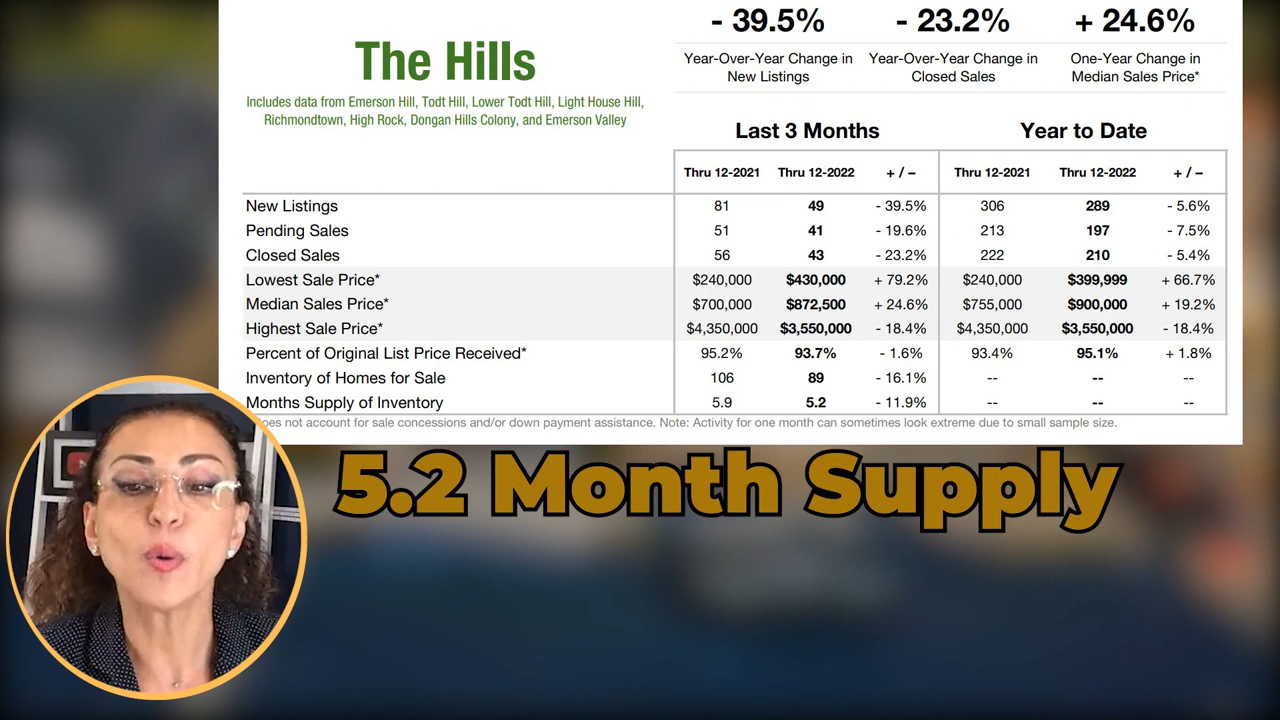 - 39.5% - 23.2% + 24.6%
Year-Over-Year Change in Year-Over-Year Change in One-Year Change in
New Listings Closed Sales Median Sales Price*
The Hills
Includes data from Emerson Hill, Todt Hill, Lower Todt Hill, Light House Hill,
Richmondtown, High Rock, Dongan Hills Colony, and Emerson Valley
Last 3 Months Year to Date
Thru 12-2021 Thru 12-2022 + / – Thru 12-2021 Thru 12-2022 + / –
New Listings 81 49 - 39.5% 306 289 - 5.6%
Pending Sales 51 41 - 19.6% 213 197 - 7.5%
Closed Sales 56 43 - 23.2% 222 210 - 5.4%
Lowest Sale Price* $240,000 $430,000 + 79.2% $240,000 $399,999 + 66.7%
Median Sales Price* $700,000 $872,500 + 24.6% $755,000 $900,000 + 19.2%
Highest Sale Price* $4,350,000 $3,550,000 - 18.4% $4,350,000 $3,550,000 - 18.4%
Percent of Original List Price Received* 95.2% 93.7% - 1.6% 93.4% 95.1% + 1.8%
Inventory of Homes for Sale 106 89 - 16.1% -- -- --
Months Supply of Inventory 5.9 5.2 - 11.9% -- -- --
not account for sale concessions and/or down payment assistance. Note: Activity for one month can sometimes look extreme due to small sample size.
5.2 Month Supply